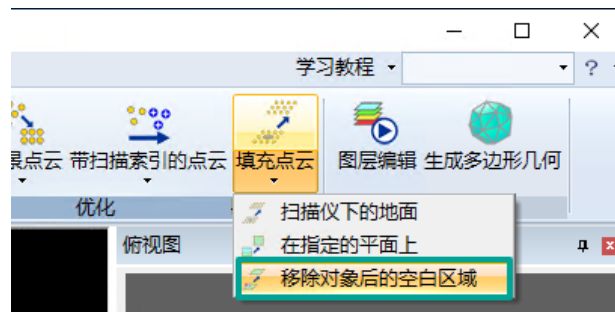 学习教程
?
景点云 带扫描索引的点云 填充点云 图层编辑 生成多边形几何
优化
扫描仪下的地面
俯视图
在指定的平面上
移除对象后的空白区域